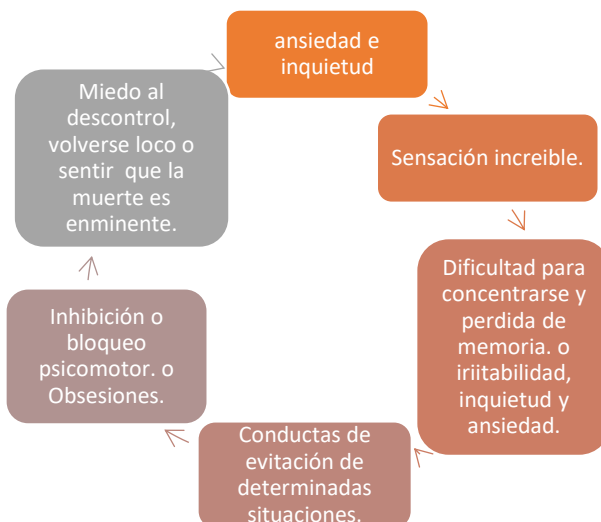 ansiedad e
inquietud
Sensación increible.
Dificultad para
concentrarse y
perdida de
memoria. o
iriitabilidad,
inquietud y
ansiedad.
Conductas de
evitación de
determinadas
situaciones.
Inhibición o
bloqueo
psicomotor. o
Obsesiones.
Miedo al
descontrol,
volverse loco o
sentir que la
muerte es
enminente.